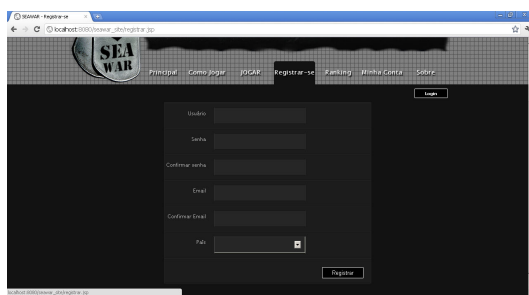 SEAWAR - Registrar-se
localhost:8080/seawar_site/registrar.jsp
SEA
WAR
Principal Como Jogar JOGAR Registrar-se Ranking Minha Conta Sobre
Login
Usuário
Senha
Confirmar senha
Email
Confirmar Email
País
Registrar
localhost:8080/seawar_site/registrar.jsp